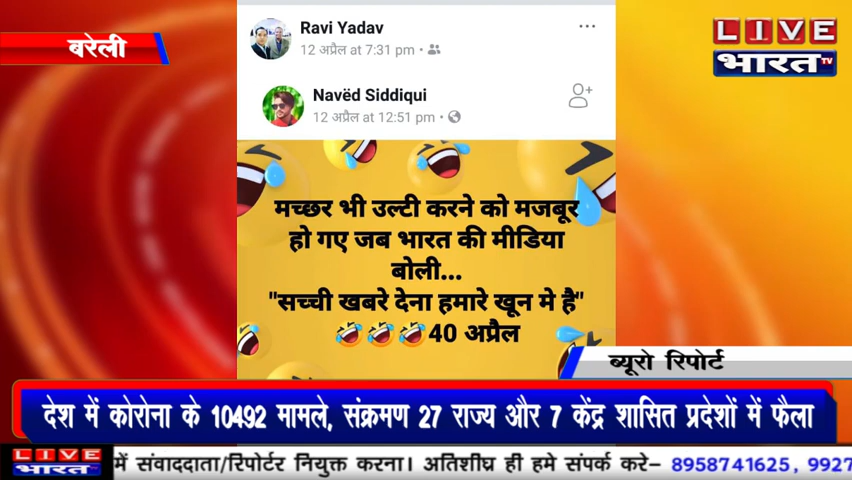 बरेली
Ravi Yadav
12 अप्रैल at 7:31 pm •
LIVE
भारत TV
Navëd Siddiqui
12 अप्रैल at 12:51 pm •
मच्छर भी उल्टी करने को मजबूर
हो गए जब भारत की मीडिया
बोली...
"सच्ची खबरे देना हमारे खून मे है"
🤣🤣🤣40 अप्रैल
ब्यूरो रिपोर्ट
देश में कोरोना के 10492 मामले, संक्रमण 27 राज्य और 7 केंद्र शासित प्रदेशों में फैला
LIVE
भारत TV
में संवाददाता/रिपोर्टर नियुक्त करना। अतिशीघ्र ही हमे संपर्क करे– 8958741625, 9927